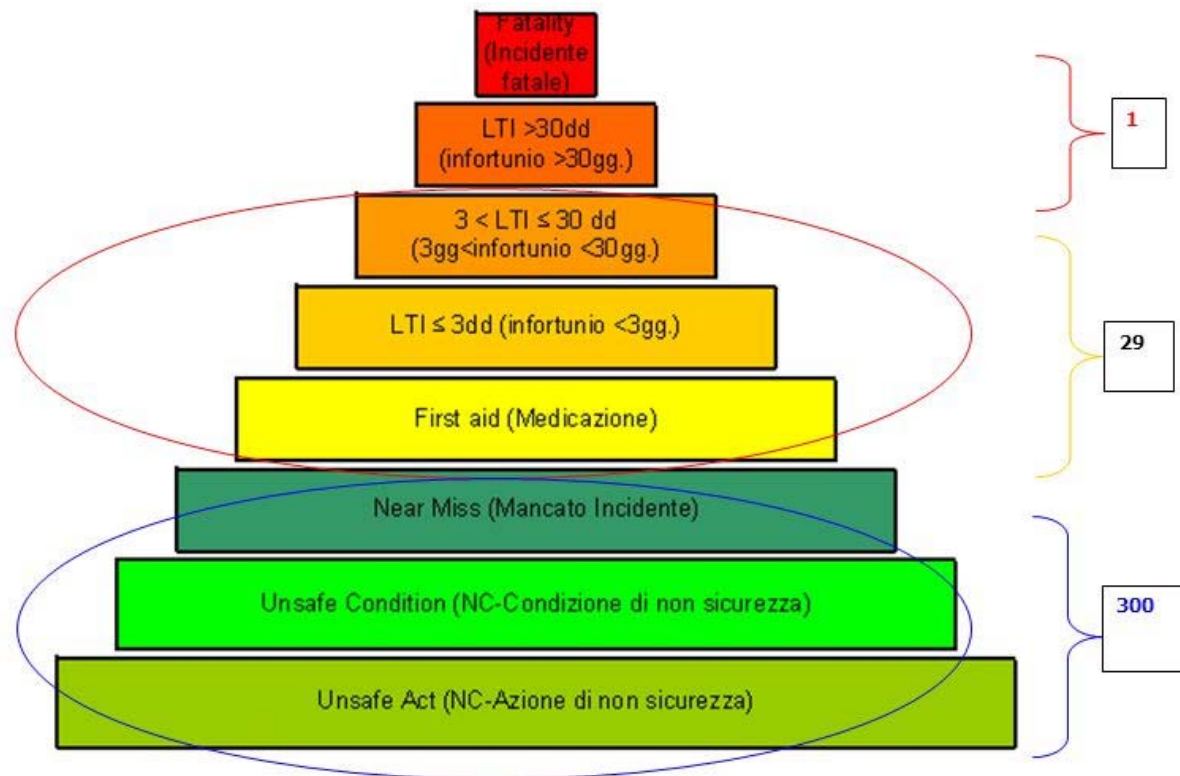 Fatality
(Incidente
fatale)
LTI >30dd
(infortunio >30gg.)
1
3 < LTI ≤ 30 dd
(3gg<infortunio <30gg.)
LTI ≤ 3dd (infortunio <3gg.)
29
First aid (Medicazione)
Near Miss (Mancato Incidente)
Unsafe Condition (NC-Condizione di non sicurezza)
300
Unsafe Act (NC-Azione di non sicurezza)